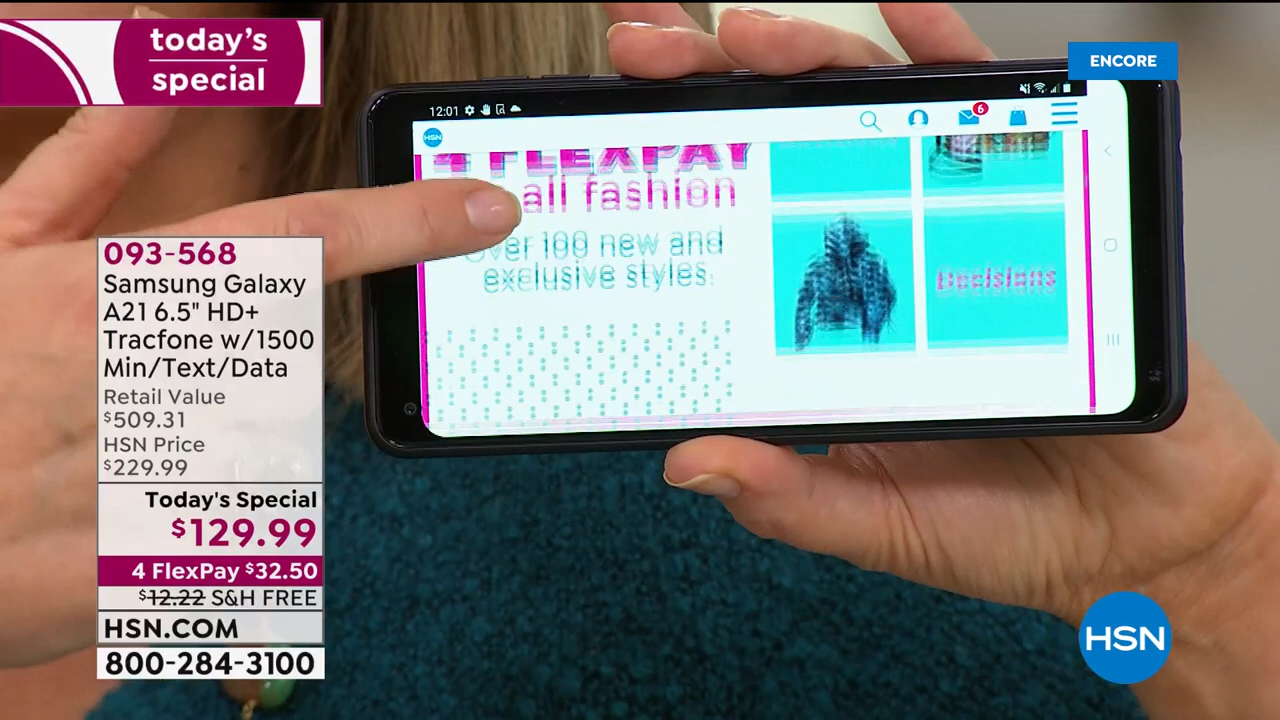 today's
special
ENCORE
12:01
6
HSN
4 FLEXPAY
all fashion
Over 100 new and
exclusive styles.
Decisions
093-568
Samsung Galaxy
A21 6.5" HD+
Tracfone w/1500
Min/Text/Data
Retail Value
$509.31
HSN Price
$229.99
Today's Special
$129.99
4 FlexPay $32.50
$12.22 S&H FREE
HSN.COM
800-284-3100
HSN